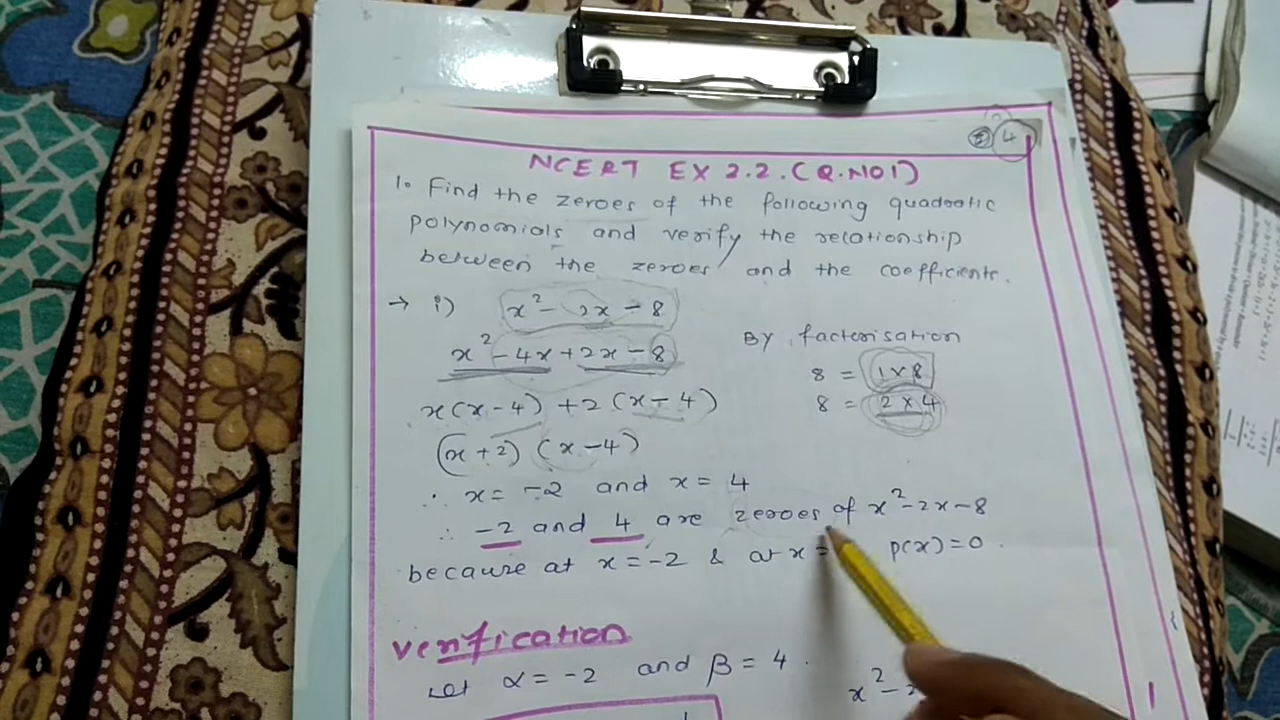 4
NCERT EX 2.2. (Q.NO1)
1. Find the zeroes of the following quadratic
polynomials and verify the relationship
between the zeroes and the coefficients.
→ i) x² - 2x - 8
x² - 4x + 2x - 8
By factorisation
8 = 1x8
x(x-4) + 2(x-4)
8 = 2x4
(x+2) (x-4)
∴ x = -2 and x = 4
∴ -2 and 4 are zeroes of x²-2x-8
because at x = -2 & at x = p(x) = 0.
verification
Let α = -2 and β = 4.
x² -